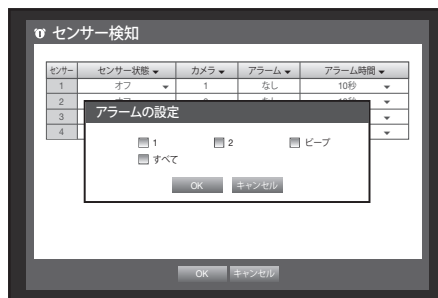 センサー検知
センサー センサー状態 カメラ アラーム アラーム時間
1 オフ 1 なし 10秒
2
3
4
アラームの設定
1 2 ビープ
すべて
OK キャンセル
OK キャンセル